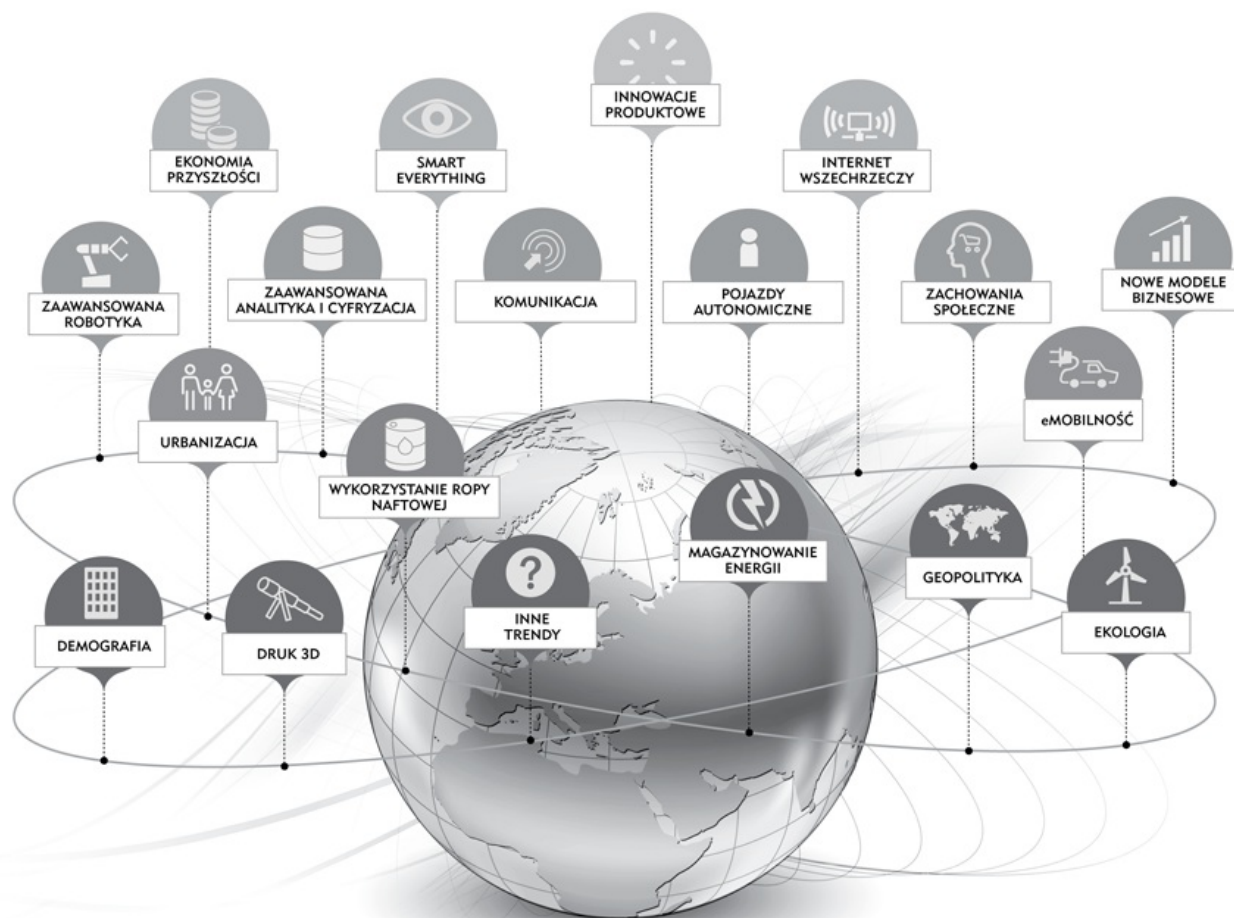 INNOWACJE
PRODUKTOWE
EKONOMIA
PRZYSZŁOŚCI
SMART
EVERYTHING
INTERNET
WSZECHRZECZY
ZAAWANSOWANA
ROBOTYKA
ZAAWANSOWANA
ANALITYKA I CYFRYZACJA
KOMUNIKACJA
POJAZDY
AUTONOMICZNE
ZACHOWANIA
SPOŁECZNE
NOWE MODELE
BIZNESOWE
URBANIZACJA
eMOBILNOŚĆ
WYKORZYSTANIE ROPY
NAFTOWEJ
MAGAZYNOWANIE
ENERGII
GEOPOLITYKA
DEMOGRAFIA
DRUK 3D
?
INNE
TRENDY
EKOLOGIA